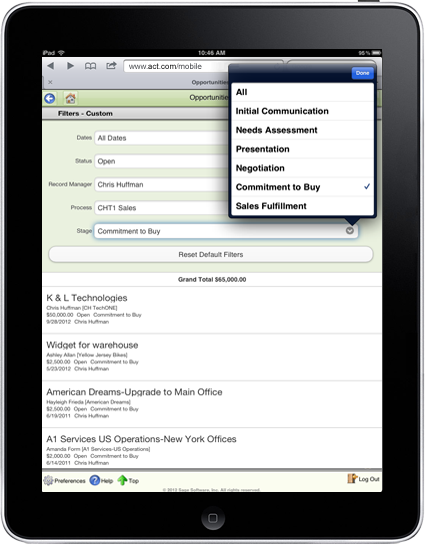 iPad 10:46 AM 95%
www.act.com/mobile
Opportunities
Opportunities
Done
Filters - Custom
Dates All Dates
Status Open
Record Manager Chris Huffman
Process CHT1 Sales
Stage Commitment to Buy
All
Initial Communication
Needs Assessment
Presentation
Negotiation
Commitment to Buy
Sales Fulfillment
Reset Default Filters
Grand Total $65,000.00
K & L Technologies
Chris Huffman [CH TechONE]
$50,000.00 Open Commitment to Buy
9/28/2012 Chris Huffman
Widget for warehouse
Ashley Allan [Yellow Jersey Bikes]
$2,500.00 Open Commitment to Buy
5/23/2012 Chris Huffman
American Dreams-Upgrade to Main Office
Hayleigh Frieda [American Dreams]
$2,500.00 Open Commitment to Buy
6/19/2011 Chris Huffman
A1 Services US Operations-New York Offices
Amanda Form [A1 Services-US Operations]
$2,000.00 Open Commitment to Buy
6/14/2011 Chris Huffman
Preferences Help Top Log Out
© 2012 Sage Software, Inc. All rights reserved.